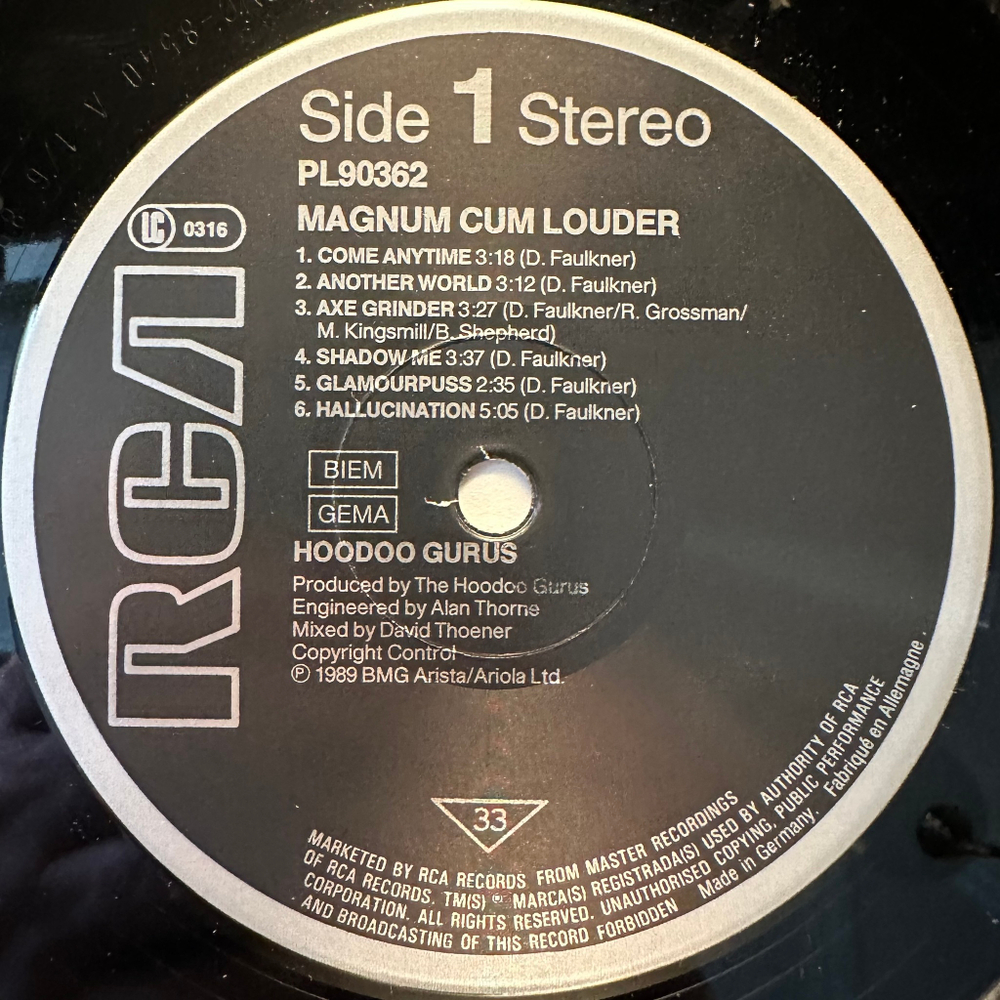 Side 1 Stereo
PL90362
LC 0316
MAGNUM CUM LOUDER
1. COME ANYTIME 3:18 (D. Faulkner)
2. ANOTHER WORLD 3:12 (D. Faulkner)
3. AXE GRINDER 3:27 (D. Faulkner/R. Grossman/
M. Kingsmill/B. Shepherd)
4. SHADOW ME 3:37 (D. Faulkner)
5. GLAMOURPUSS 2:35 (D. Faulkner)
6. HALLUCINATION 5:05 (D. Faulkner)
RCA
BIEM
GEMA
HOODOO GURUS
Produced by The Hoodoo Gurus
Engineered by Alan Thorne
Mixed by David Thoener
Copyright Control
℗ 1989 BMG Arista/Ariola Ltd.
33
MARKETED BY RCA RECORDS FROM MASTER RECORDINGS
OF RCA RECORDS. TM(S) ® MARCA(S) REGISTRADA(S) USED BY AUTHORITY OF RCA
CORPORATION. ALL RIGHTS RESERVED. UNAUTHORISED COPYING, PUBLIC PERFORMANCE
AND BROADCASTING OF THIS RECORD FORBIDDEN Made in Germany. Fabriqué en Allemagne.